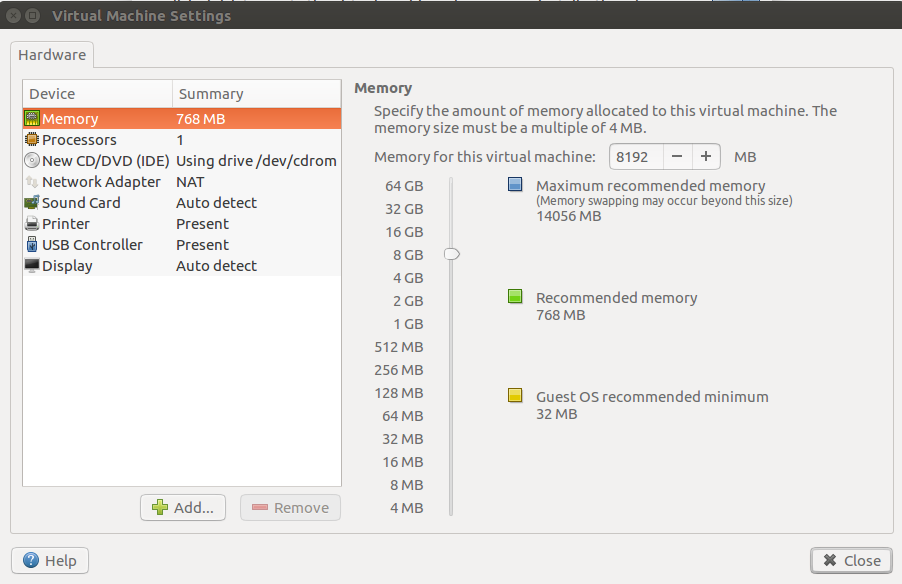 Virtual Machine Settings
Hardware
Device Summary
Memory 768 MB
Processors 1
New CD/DVD (IDE) Using drive /dev/cdrom
Network Adapter NAT
Sound Card Auto detect
Printer Present
USB Controller Present
Display Auto detect
Add...
Remove
Memory
Specify the amount of memory allocated to this virtual machine. The
memory size must be a multiple of 4 MB.
Memory for this virtual machine: 8192 − + MB
64 GB
32 GB
16 GB
8 GB
4 GB
2 GB
1 GB
512 MB
256 MB
128 MB
64 MB
32 MB
16 MB
8 MB
4 MB
Maximum recommended memory
(Memory swapping may occur beyond this size)
14056 MB
Recommended memory
768 MB
Guest OS recommended minimum
32 MB
Help
Close